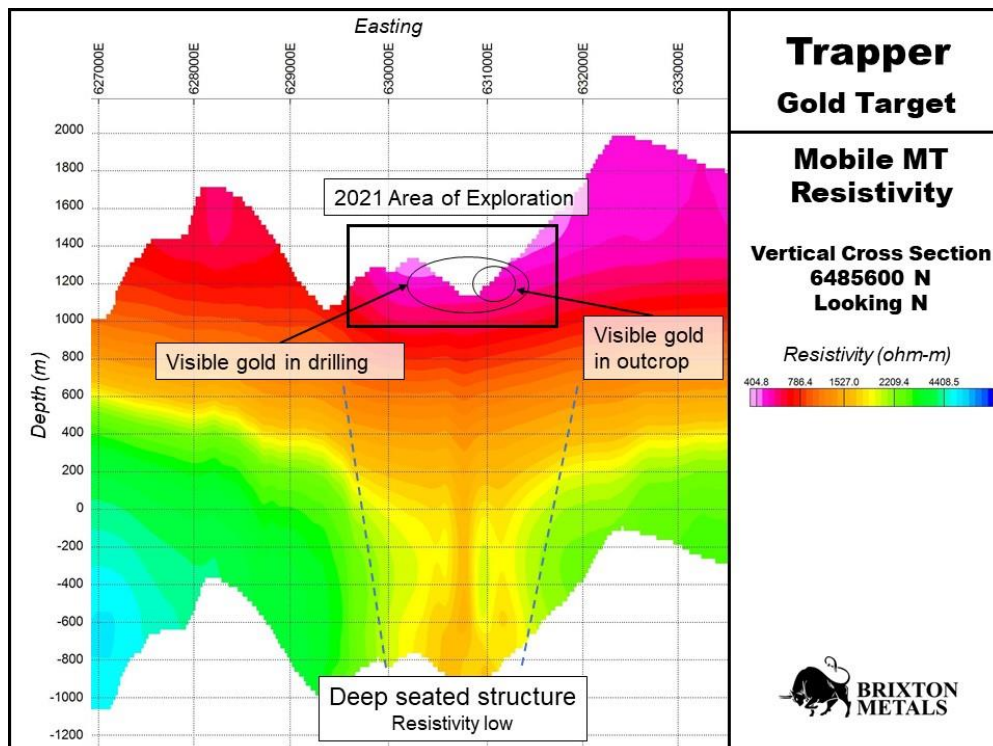 Easting
627000E
628000E
629000E
630000E
631000E
632000E
633000E
Depth (m)
2000
1800
1600
1400
1200
1000
800
600
400
200
0
-200
-400
-600
-800
-1000
-1200
2021 Area of Exploration
Visible gold in drilling
Visible gold
in outcrop
Deep seated structure
Resistivity low
Trapper
Gold Target
Mobile MT
Resistivity
Vertical Cross Section
6485600 N
Looking N
Resistivity (ohm-m)
404.8 786.4 1527.0 2209.4 4408.5
BRIXTON
METALS